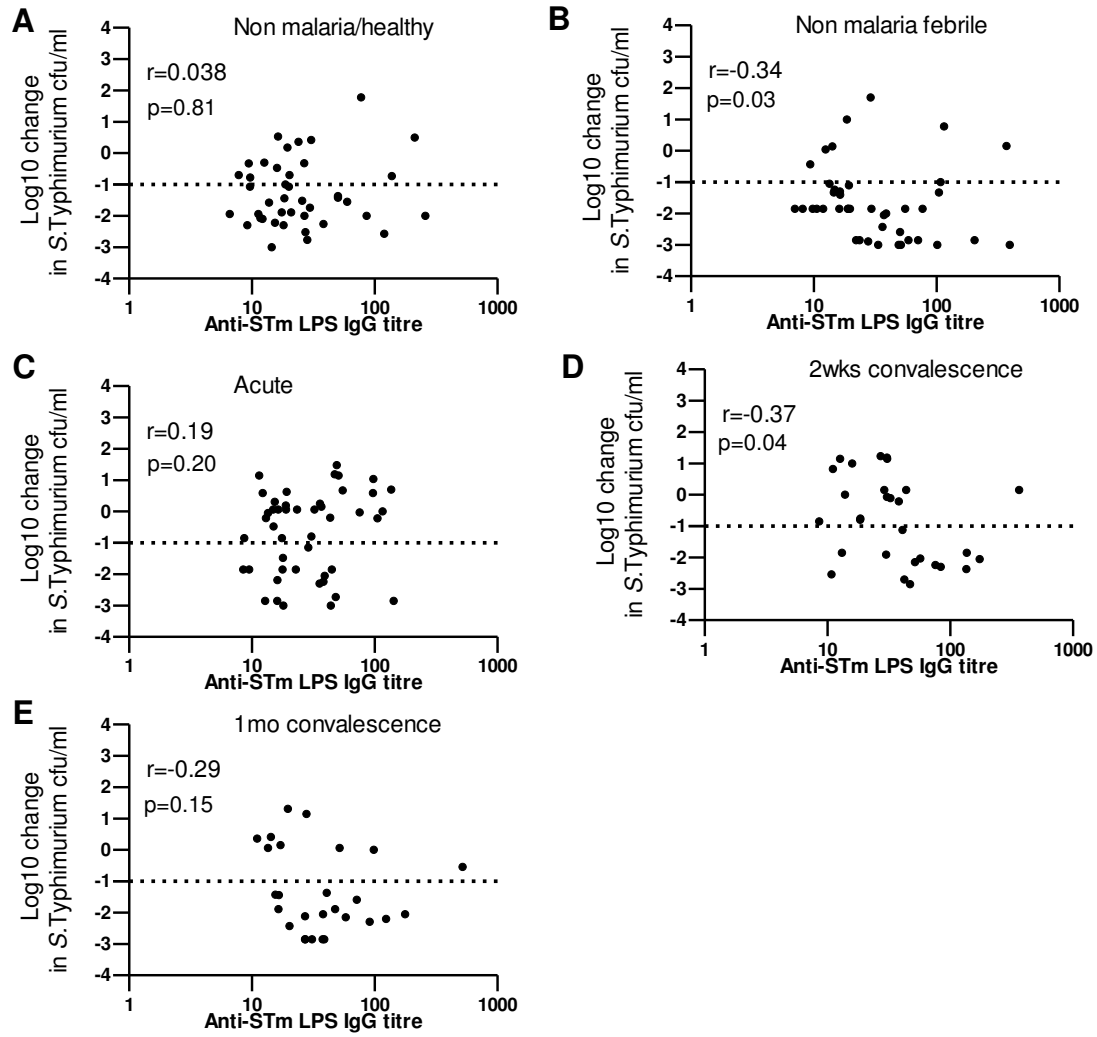 A
Non malaria/healthy
Log10 change
in S.Typhimurium cfu/ml
r=0.038
p=0.81
4
3
2
1
0
-1
-2
-3
-4
1
10
100
1000
Anti-STm LPS IgG titre
B
Non malaria febrile
Log10 change
in S.Typhimurium cfu/ml
r=-0.34
p=0.03
4
3
2
1
0
-1
-2
-3
-4
1
10
100
1000
Anti-STm LPS IgG titre
C
Acute
Log10 change
in S.Typhimurium cfu/ml
r=0.19
p=0.20
4
3
2
1
0
-1
-2
-3
-4
1
10
100
1000
Anti-STm LPS IgG titre
D
2wks convalescence
Log10 change
in S.Typhimurium cfu/ml
r=-0.37
p=0.04
4
3
2
1
0
-1
-2
-3
-4
1
10
100
1000
Anti-STm LPS IgG titre
E
1mo convalescence
Log10 change
in S.Typhimurium cfu/ml
r=-0.29
p=0.15
4
3
2
1
0
-1
-2
-3
-4
1
10
100
1000
Anti-STm LPS IgG titre